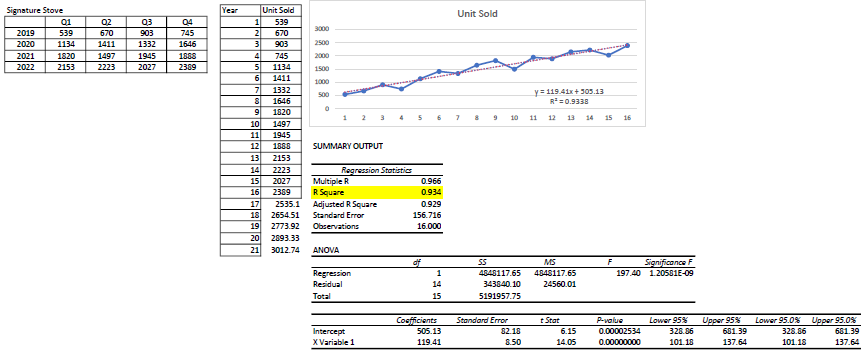 Signature Stove
Q1 Q2 Q3 Q4
2019 539 670 903 745
2020 1134 1411 1332 1646
2021 1820 1497 1945 1888
2022 2153 2223 2027 2389
Year Unit Sold
1 539
2 670
3 903
4 745
5 1134
6 1411
7 1332
8 1646
9 1820
10 1497
11 1945
12 1888
13 2153
14 2223
15 2027
16 2389
17 2535.1
18 2654.51
19 2773.92
20 2893.33
21 3012.74
Unit Sold
3000
2500
2000
1500
1000
500
0
y = 119.41x + 505.13
R² = 0.9338
1 2 3 4 5 6 7 8 9 10 11 12 13 14 15 16
SUMMARY OUTPUT
Regression Statistics
Multiple R 0.966
R Square 0.934
Adjusted R Square 0.929
Standard Error 156.716
Observations 16.000
ANOVA
df SS MS F Significance F
Regression 1 4848117.65 4848117.65 197.40 1.20581E-09
Residual 14 343840.10 24560.01
Total 15 5191957.75
Coefficients Standard Error t Stat P-value Lower 95% Upper 95% Lower 95.0% Upper 95.0%
Intercept 505.13 82.18 6.15 0.00002534 328.86 681.39 328.86 681.39
X Variable 1 119.41 8.50 14.05 0.00000000 101.18 137.64 101.18 137.64